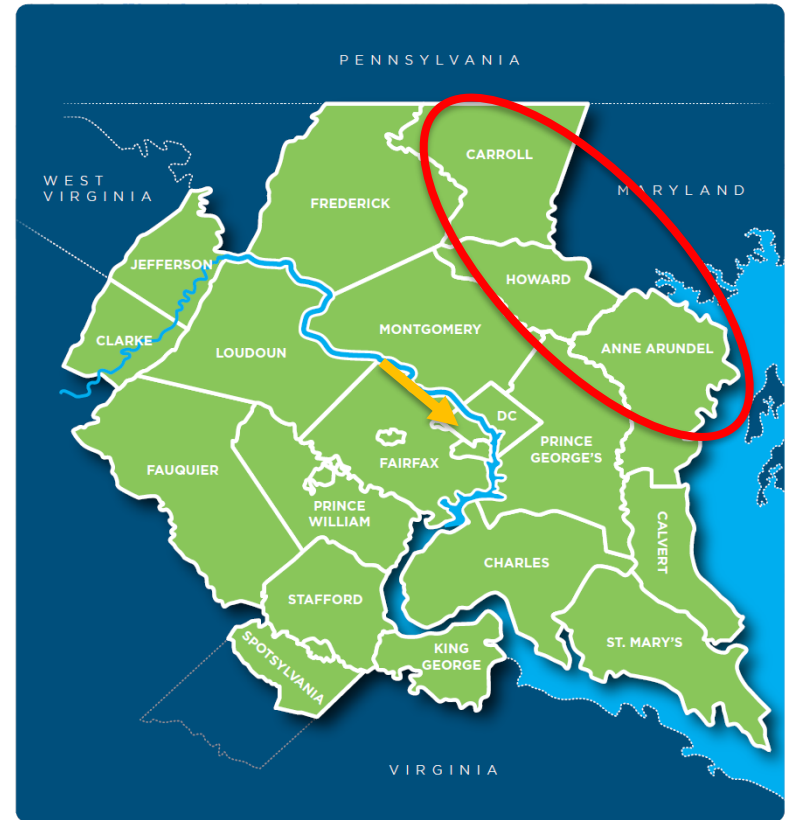 PENNSYLVANIA
CARROLL
WEST
VIRGINIA
MARYLAND
FREDERICK
JEFFERSON
HOWARD
CLARKE
LOUDOUN
MONTGOMERY
ANNE ARUNDEL
DC
PRINCE
GEORGE'S
FAIRFAX
FAUQUIER
PRINCE
WILLIAM
CALVERT
CHARLES
STAFFORD
ST. MARY'S
KING
GEORGE
SPOTSYLVANIA
VIRGINIA